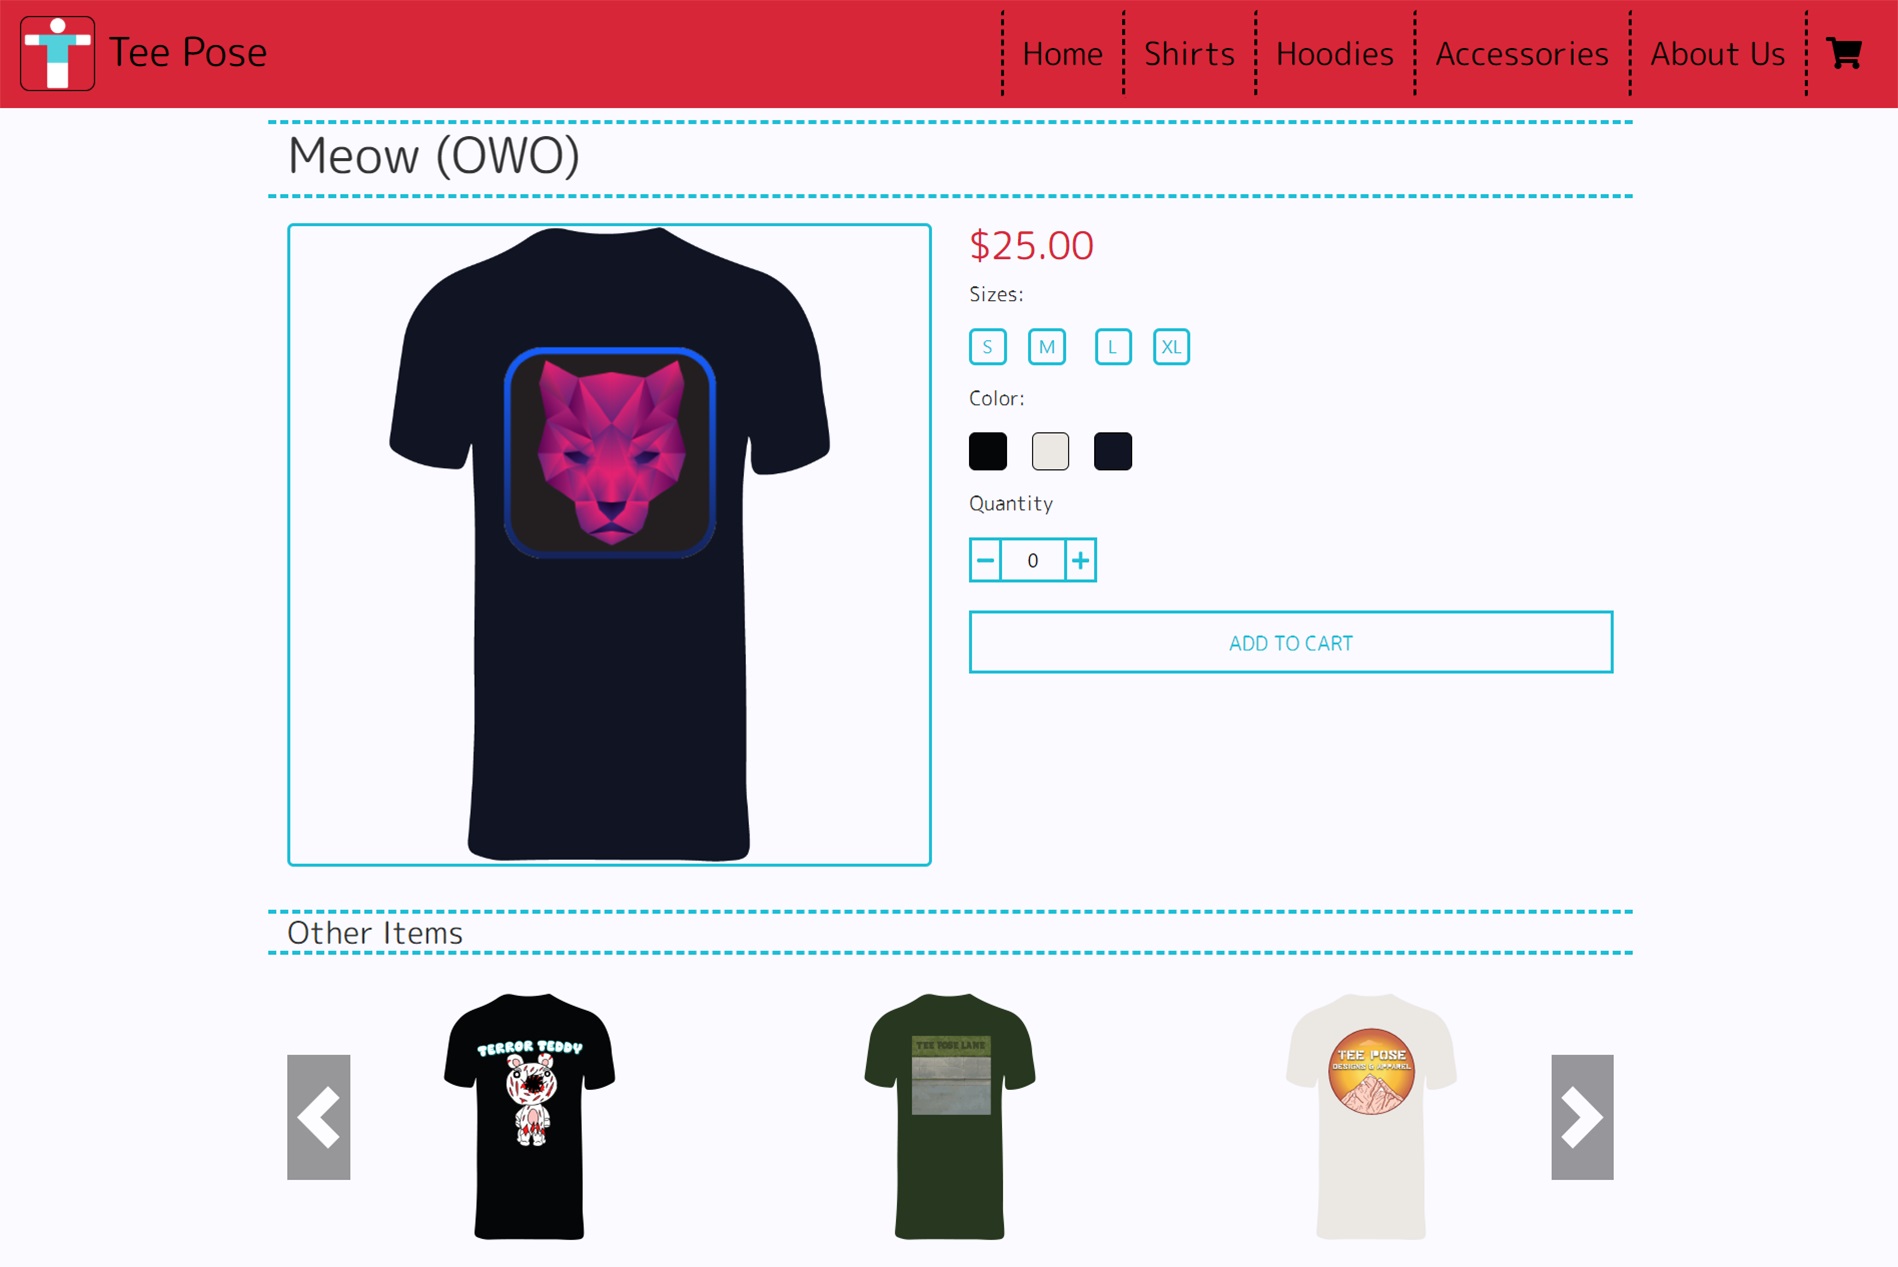 Tee Pose
Home
Shirts
Hoodies
Accessories
About Us
Meow (OWO)
$25.00
Sizes:
S M L XL
Color:
Quantity
0
ADD TO CART
Other Items
TERROR TEDDY
TEE POSE LANE
TEE POSE
DESIGNS & APPAREL